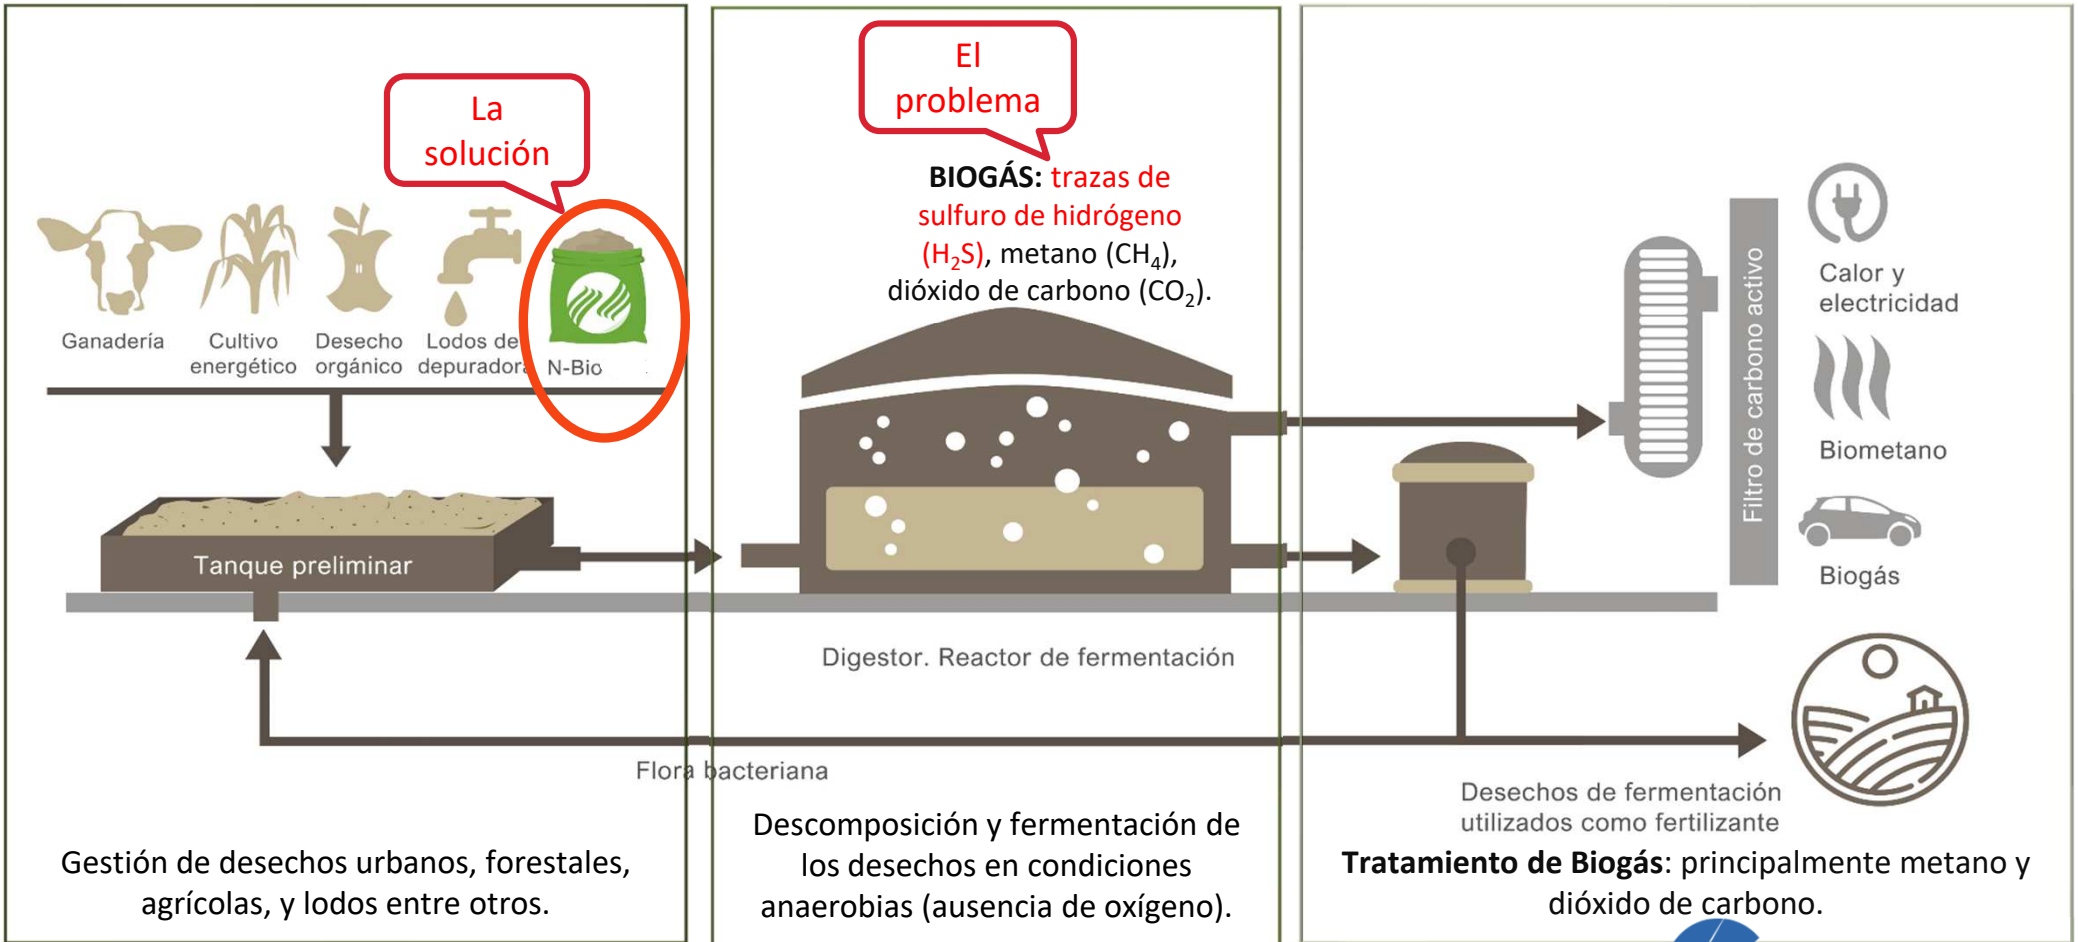 La
solución
Ganadería
Cultivo
energético
Desecho
orgánico
Lodos de
depuradora
N-Bio
Tanque preliminar
Flora bacteriana
Gestión de desechos urbanos, forestales,
agrícolas, y lodos entre otros.
El
problema
BIOGÁS: trazas de
sulfuro de hidrógeno
(H₂S), metano (CH₄),
dióxido de carbono (CO₂).
Digestor. Reactor de fermentación
Descomposición y fermentación de
los desechos en condiciones
anaerobias (ausencia de oxígeno).
Filtro de carbono activo
Calor y
electricidad
Biometano
Biogás
Desechos de fermentación
utilizados como fertilizante
Tratamiento de Biogás: principalmente metano y
dióxido de carbono.